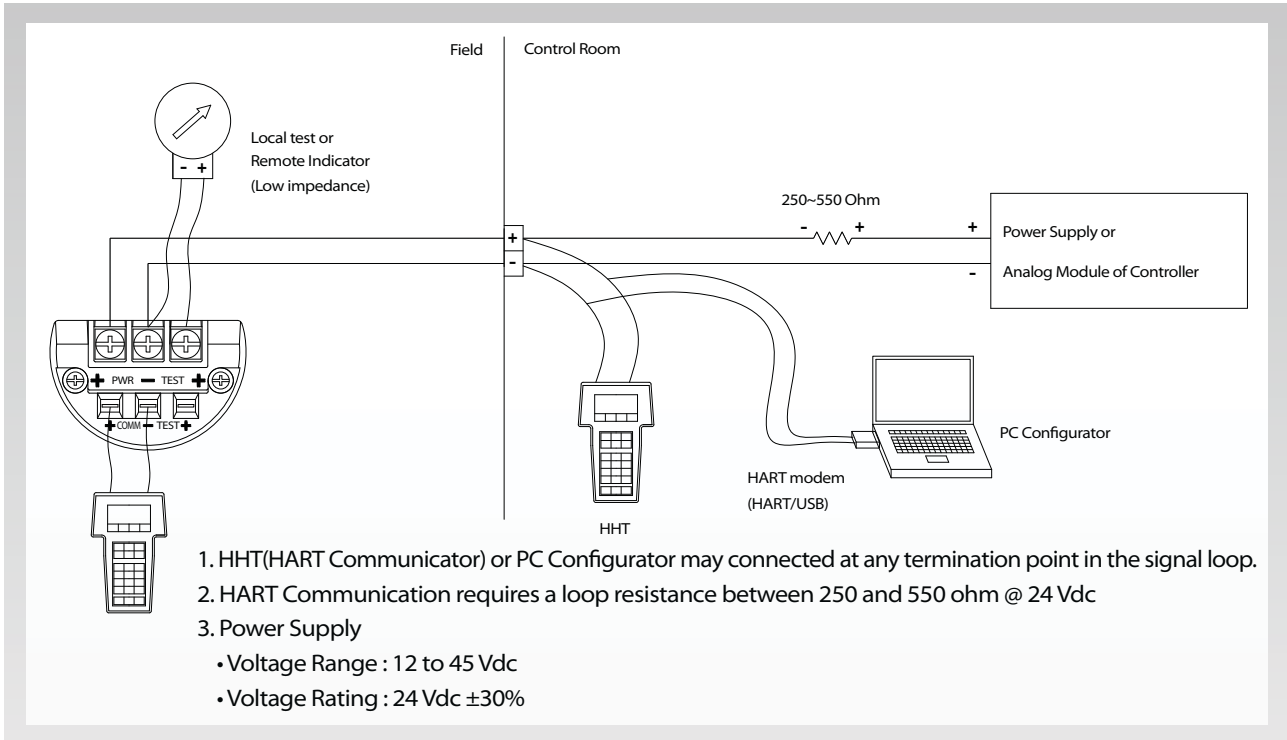 Field
Control Room
Local test or
Remote Indicator
(Low impedance)
- +
250~550 Ohm
- +
+
-
+
-
Power Supply or
Analog Module of Controller
+ PWR - TEST +
+ COMM - TEST +
PC Configurator
HART modem
(HART/USB)
HHT
1. HHT(HART Communicator) or PC Configurator may connected at any termination point in the signal loop.
2. HART Communication requires a loop resistance between 250 and 550 ohm @ 24 Vdc
3. Power Supply
• Voltage Range : 12 to 45 Vdc
• Voltage Rating : 24 Vdc ±30%